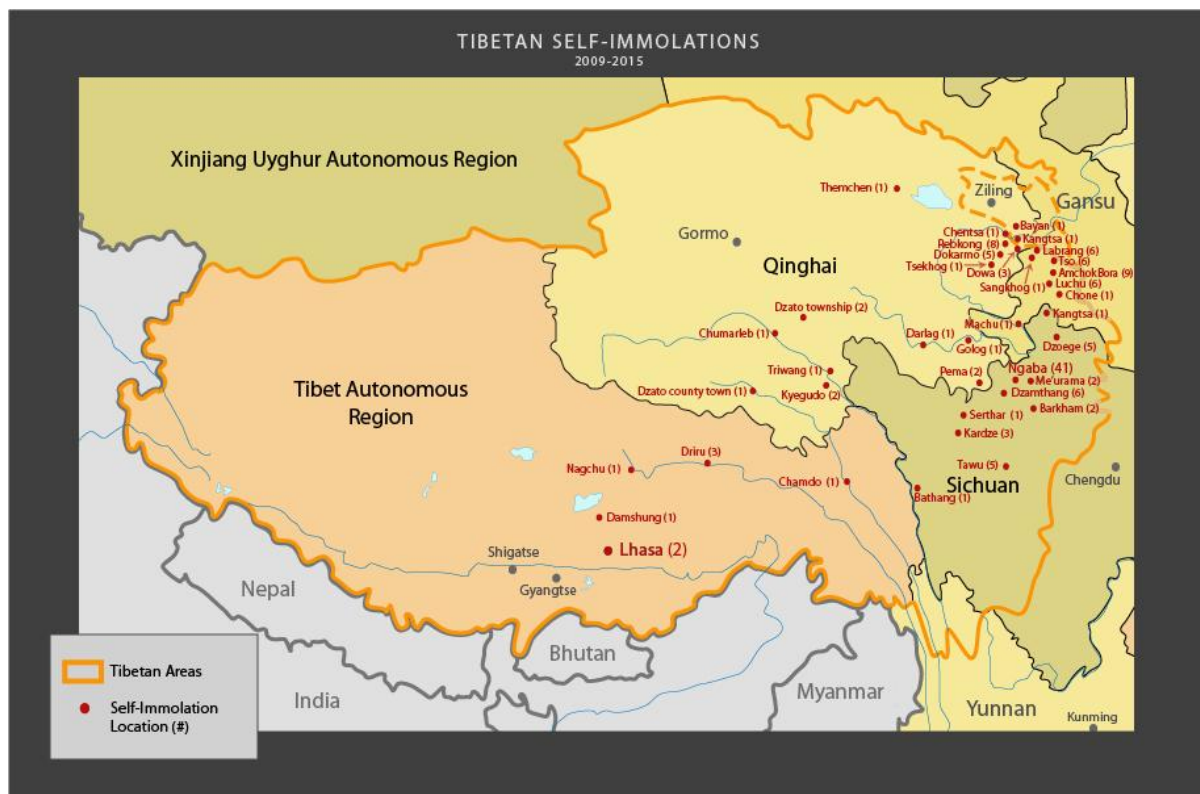 TIBETAN SELF-IMMOLATIONS
2009-2015
Xinjiang Uyghur Autonomous Region
Themchen (1)
Ziling
Gansu
Gormo
Qinghai
Bayan (1)
Chentsa (1)
Kangtsa (1)
Rebkong (8)
Labrang (6)
Dokarmo (5)
Tso (6)
Tsekhog (1)
Dowa (3)
AmchokBora (9)
Sangkhog (1)
Luchu (6)
Chone (1)
Dzato township (2)
Kangtsa (1)
Machu (1)
Chumarleb (1)
Darlag (1)
Golog (1)
Dzoege (5)
Triwang (1)
Pema (2)
Ngaba (41)
Me'urama (2)
Tibet Autonomous
Region
Dzato county town (1)
Kyegudo (2)
Dzamthang (6)
Serthar (1)
Barkham (2)
Kardze (3)
Driru (3)
Nagchu (1)
Tawu (5)
Chamdo (1)
Sichuan
Chengdu
Bathang (1)
Damshung (1)
Lhasa (2)
Shigatse
Gyangtse
Nepal
Bhutan
India
Myanmar
Yunnan
Kunming
Tibetan Areas
Self-Immolation
Location (#)